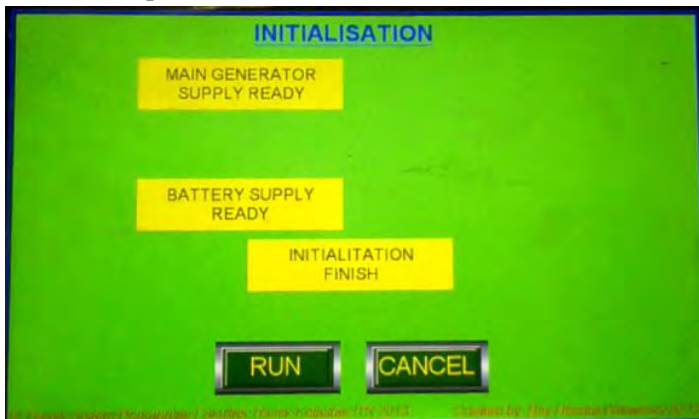 INITIALISATION
MAIN GENERATOR
SUPPLY READY
BATTERY SUPPLY
READY
INITIALITATION
FINISH
RUN
CANCEL